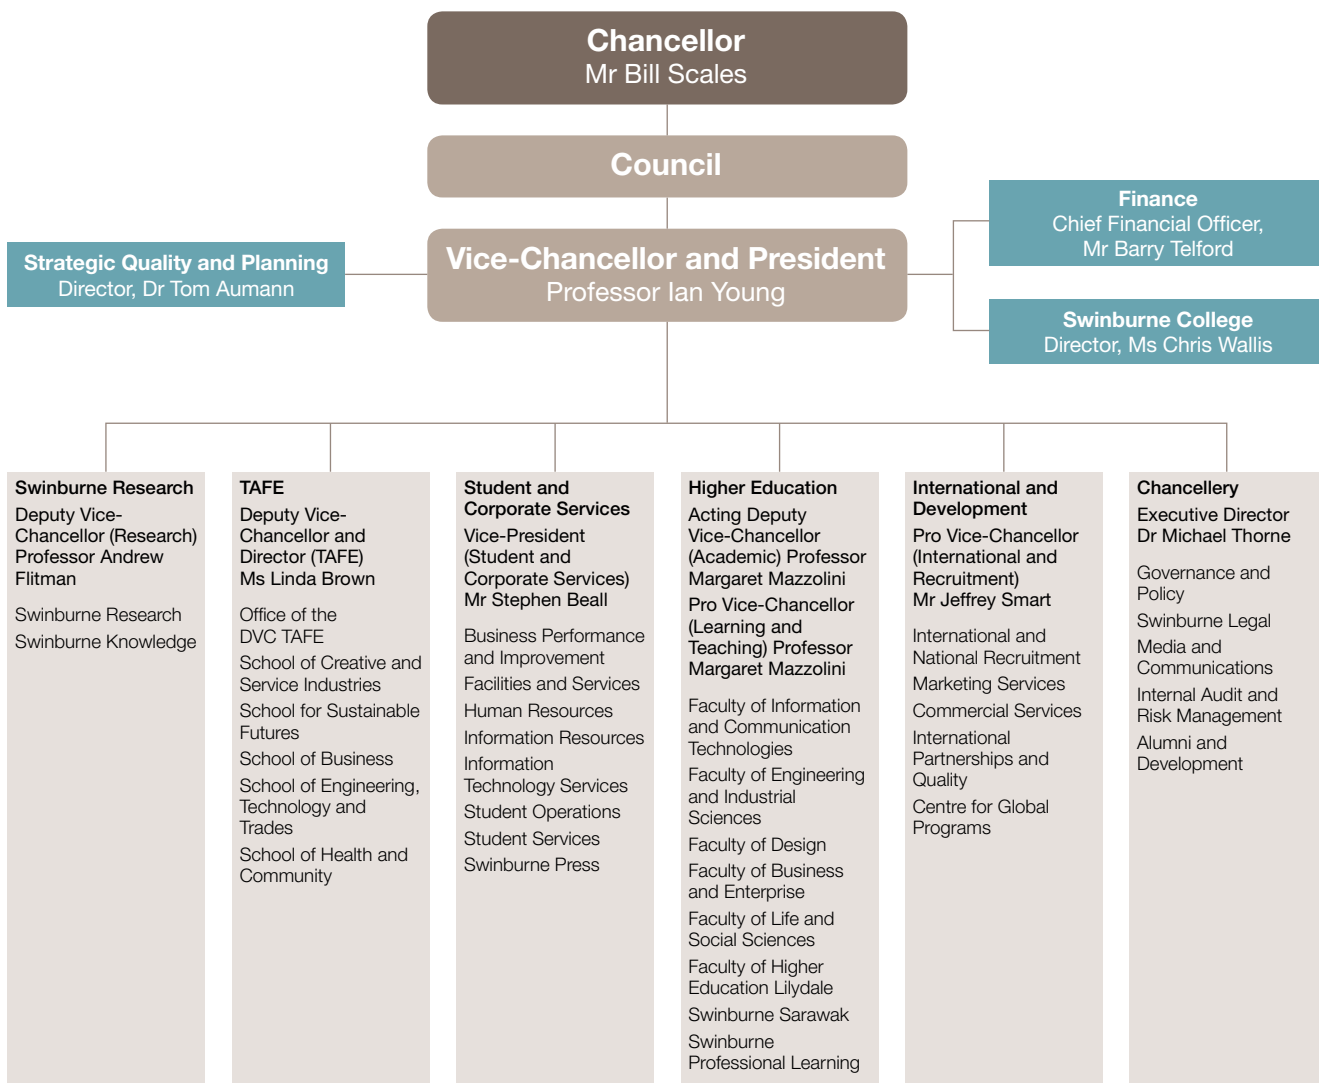 Chancellor
Mr Bill Scales
Council
Vice-Chancellor and President
Professor Ian Young
Strategic Quality and Planning
Director, Dr Tom Aumann
Finance
Chief Financial Officer,
Mr Barry Telford
Swinburne College
Director, Ms Chris Wallis
Swinburne Research
Deputy Vice-
Chancellor (Research)
Professor Andrew
Flitman
Swinburne Research
Swinburne Knowledge
TAFE
Deputy Vice-
Chancellor and
Director (TAFE)
Ms Linda Brown
Office of the
DVC TAFE
School of Creative and
Service Industries
School for Sustainable
Futures
School of Business
School of Engineering,
Technology and
Trades
School of Health and
Community
Student and
Corporate Services
Vice-President
(Student and
Corporate Services)
Mr Stephen Beall
Business Performance
and Improvement
Facilities and Services
Human Resources
Information Resources
Information
Technology Services
Student Operations
Student Services
Swinburne Press
Higher Education
Acting Deputy
Vice-Chancellor
(Academic) Professor
Margaret Mazzolini
Pro Vice-Chancellor
(Learning and
Teaching) Professor
Margaret Mazzolini
Faculty of Information
and Communication
Technologies
Faculty of Engineering
and Industrial
Sciences
Faculty of Design
Faculty of Business
and Enterprise
Faculty of Life and
Social Sciences
Faculty of Higher
Education Lilydale
Swinburne Sarawak
Swinburne
Professional Learning
International and
Development
Pro Vice-Chancellor
(International and
Recruitment)
Mr Jeffrey Smart
International and
National Recruitment
Marketing Services
Commercial Services
International
Partnerships and
Quality
Centre for Global
Programs
Chancellery
Executive Director
Dr Michael Thorne
Governance and
Policy
Swinburne Legal
Media and
Communications
Internal Audit and
Risk Management
Alumni and
Development